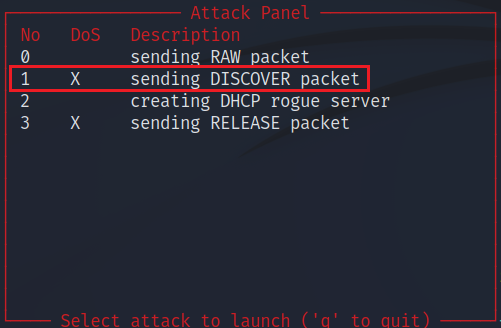 Attack Panel
No DoS Description
0 sending RAW packet
1 X sending DISCOVER packet
2 creating DHCP rogue server
3 X sending RELEASE packet
Select attack to launch ('q' to quit)